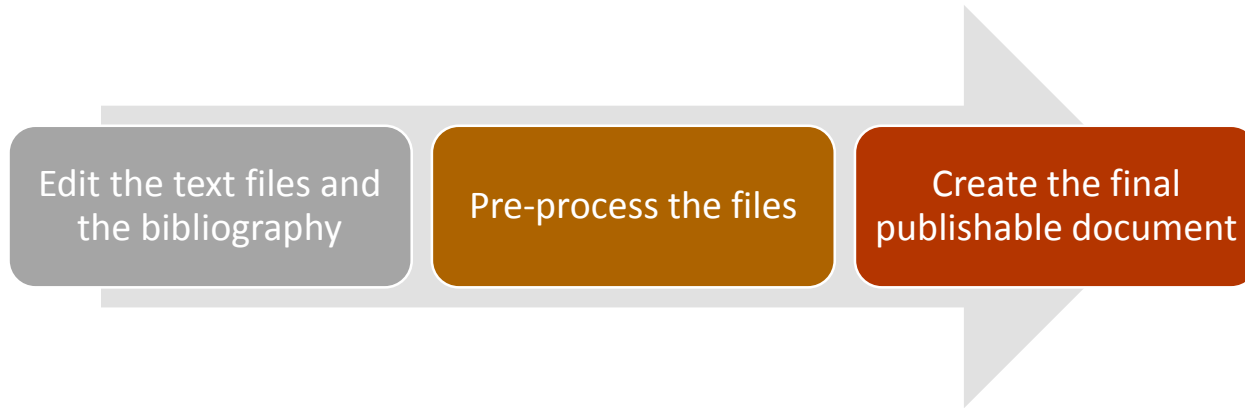 Edit the text files and
the bibliography
Pre-process the files
Create the final
publishable document